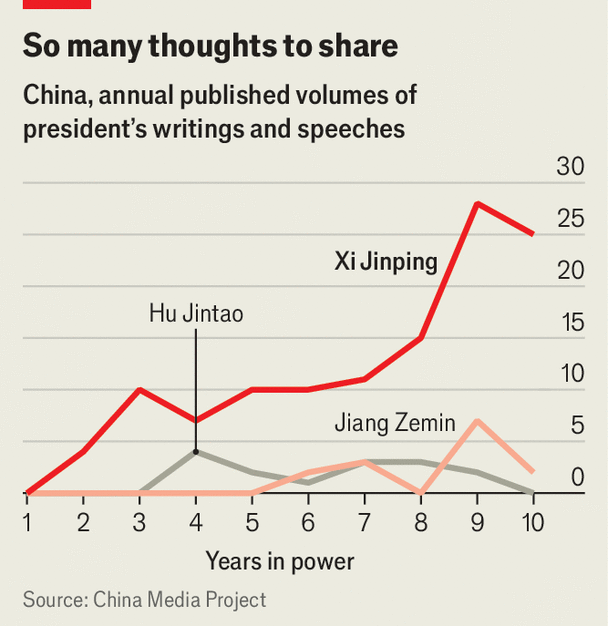 So many thoughts to share
China, annual published volumes of
president's writings and speeches
30
25
Xi Jinping
20
Hu Jintao
15
10
Jiang Zemin
5
0
1 2 3 4 5 6 7 8 9 10
Years in power
Source: China Media Project